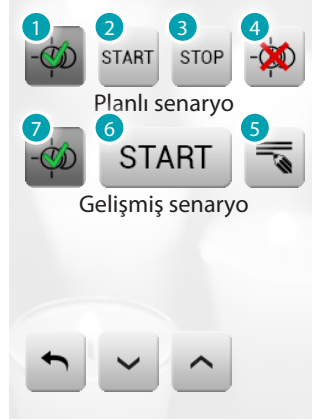 1 2 3 4
START STOP
Planlı senaryo
7 6 5
START
Gelişmiş senaryo